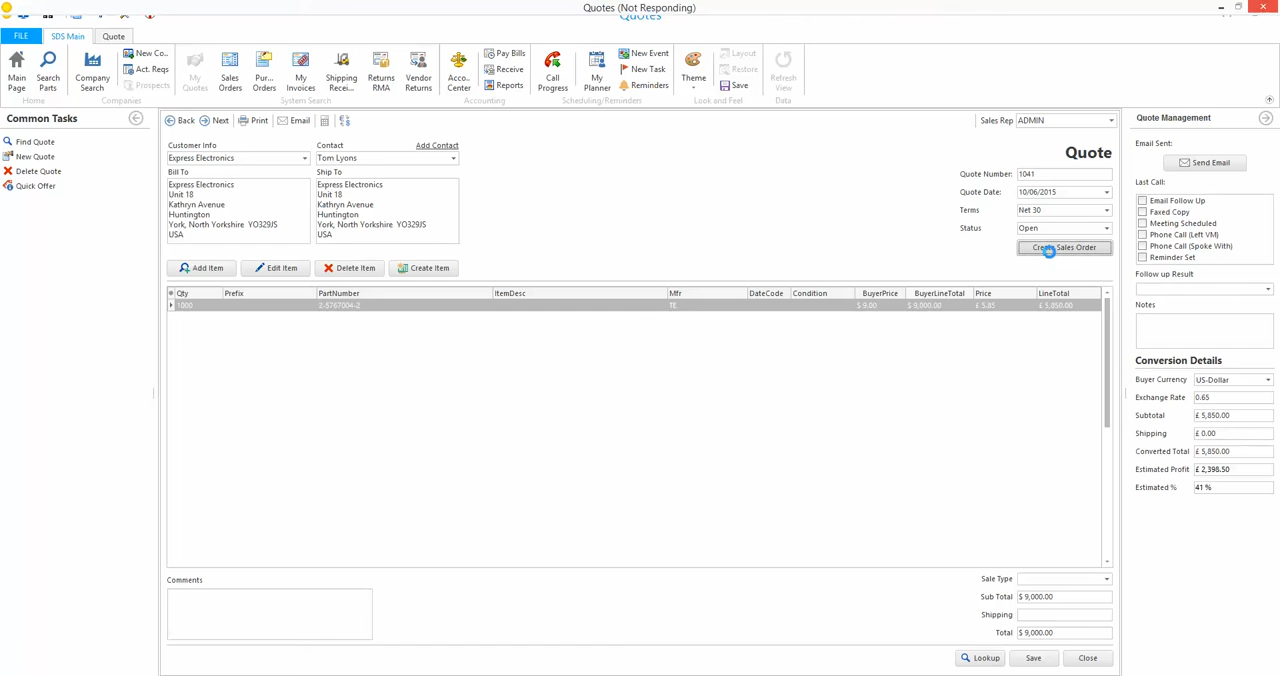 Quotes (Not Responding)
Quotes
FILE SDS Main Quote
Main Page
Search Parts
Home
Company Search
New Co...
Act. Reqs
Prospects
Companies
My Quotes
Sales Orders
Pur... Orders
My Invoices
Shipping Recei...
Returns RMA
Vendor Returns
System Search
Acco... Center
Pay Bills
Receive
Reports
Accounting
Call Progress
My Planner
New Event
New Task
Reminders
Scheduling/Reminders
Theme
Layout
Restore
Save
Look and Feel
Refresh View
Data
Common Tasks
Find Quote
New Quote
Delete Quote
Quick Offer
Back Next Print Email
Sales Rep ADMIN
Customer Info
Express Electronics
Contact Add Contact
Tom Lyons
Bill To
Express Electronics
Unit 18
Kathryn Avenue
Huntington
York, North Yorkshire YO329JS
USA
Ship To
Express Electronics
Unit 18
Kathryn Avenue
Huntington
York, North Yorkshire YO329JS
USA
Quote
Quote Number: 1041
Quote Date: 10/06/2015
Terms Net 30
Status Open
Create Sales Order
Add Item Edit Item Delete Item Create Item
Qty Prefix PartNumber ItemDesc Mfr DateCode Condition BuyerPrice BuyerLineTotal Price LineTotal
1000 2-5767004-2 TE $ 9.00 $ 9,000.00 £ 5.85 £ 5,850.00
Comments
Sale Type
Sub Total $ 9,000.00
Shipping
Total $ 9,000.00
Lookup Save Close
Quote Management
Email Sent:
Send Email
Last Call:
Email Follow Up
Faxed Copy
Meeting Scheduled
Phone Call (Left VM)
Phone Call (Spoke With)
Reminder Set
Follow up Result
Notes
Conversion Details
Buyer Currency US-Dollar
Exchange Rate 0.65
Subtotal £ 5,850.00
Shipping £ 0.00
Converted Total £ 5,850.00
Estimated Profit £ 2,398.50
Estimated % 41 %